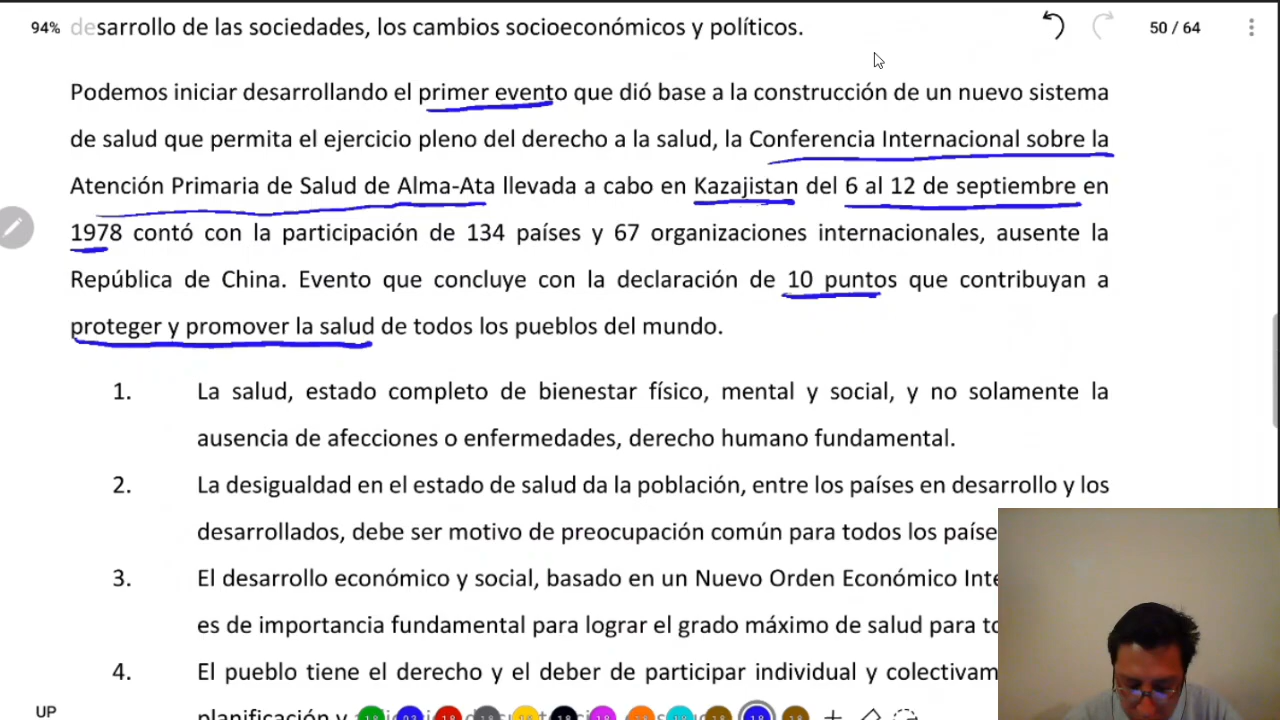 94% desarrollo de las sociedades, los cambios socioeconómicos y políticos. 50 / 64
Podemos iniciar desarrollando el primer evento que dió base a la construcción de un nuevo sistema
de salud que permita el ejercicio pleno del derecho a la salud, la Conferencia Internacional sobre la
Atención Primaria de Salud de Alma-Ata llevada a cabo en Kazajistan del 6 al 12 de septiembre en
1978 contó con la participación de 134 países y 67 organizaciones internacionales, ausente la
República de China. Evento que concluye con la declaración de 10 puntos que contribuyan a
proteger y promover la salud de todos los pueblos del mundo.
1. La salud, estado completo de bienestar físico, mental y social, y no solamente la
ausencia de afecciones o enfermedades, derecho humano fundamental.
2. La desigualdad en el estado de salud da la población, entre los países en desarrollo y los
desarrollados, debe ser motivo de preocupación común para todos los paíse
3. El desarrollo económico y social, basado en un Nuevo Orden Económico Inte
es de importancia fundamental para lograr el grado máximo de salud para to
4. El pueblo tiene el derecho y el deber de participar individual y colectivam
planificación y
UP